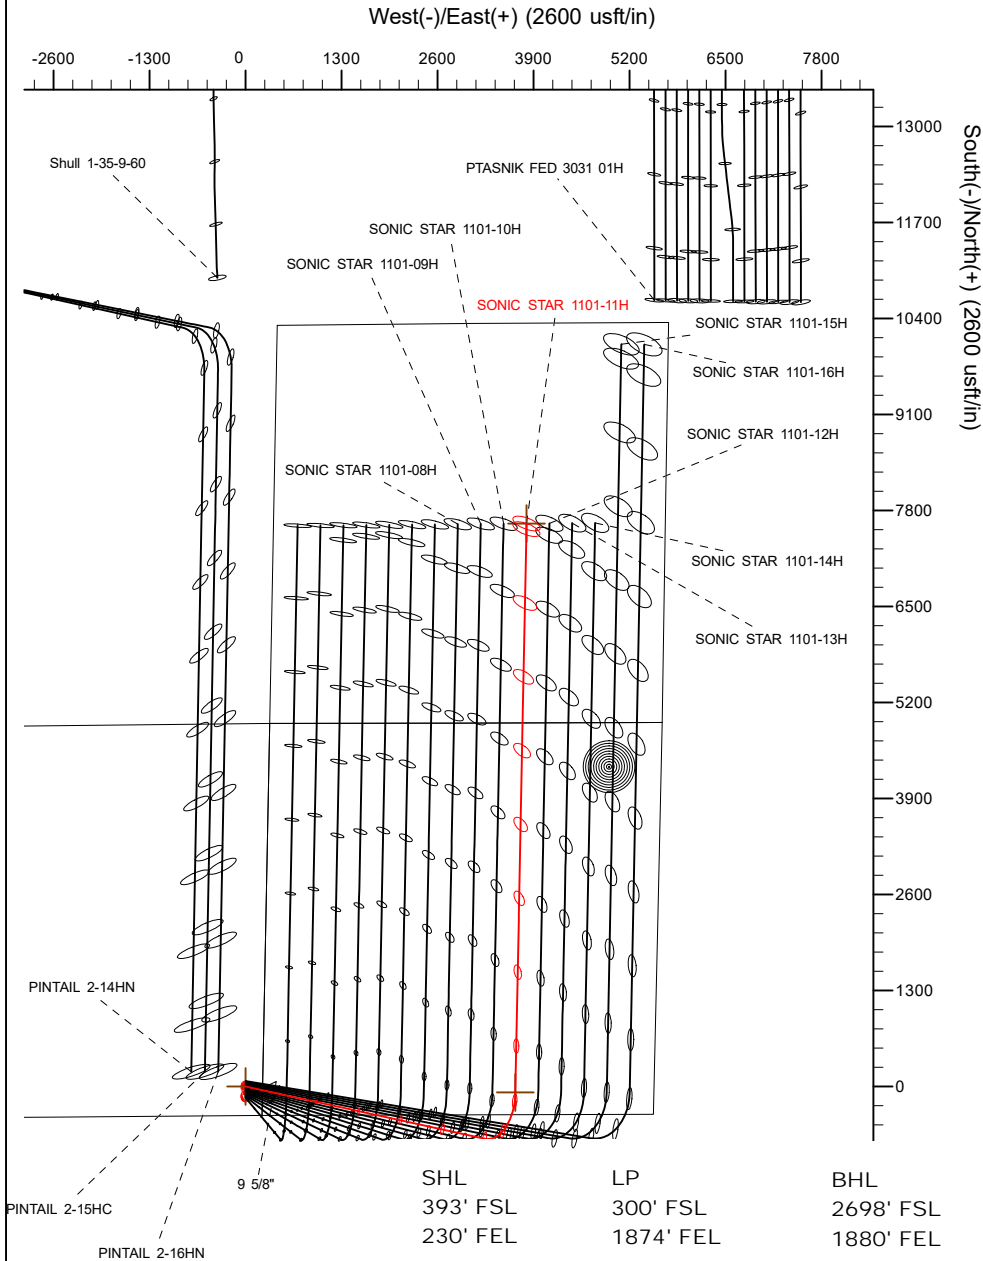 West(-)/East(+) (2600 usft/in)
-2600 -1300 0 1300 2600 3900 5200 6500 7800
South(-)/North(+) (2600 usft/in)
13000
11700
10400
9100
7800
6500
5200
3900
2600
1300
0
Shull 1-35-9-60
PTASNIK FED 3031 01H
SONIC STAR 1101-10H
SONIC STAR 1101-09H
SONIC STAR 1101-11H
SONIC STAR 1101-15H
SONIC STAR 1101-16H
SONIC STAR 1101-12H
SONIC STAR 1101-08H
SONIC STAR 1101-14H
SONIC STAR 1101-13H
PINTAIL 2-14HN
9 5/8"
PINTAIL 2-15HC
PINTAIL 2-16HN
SHL LP BHL
393' FSL 300' FSL 2698' FSL
230' FEL 1874' FEL 1880' FEL